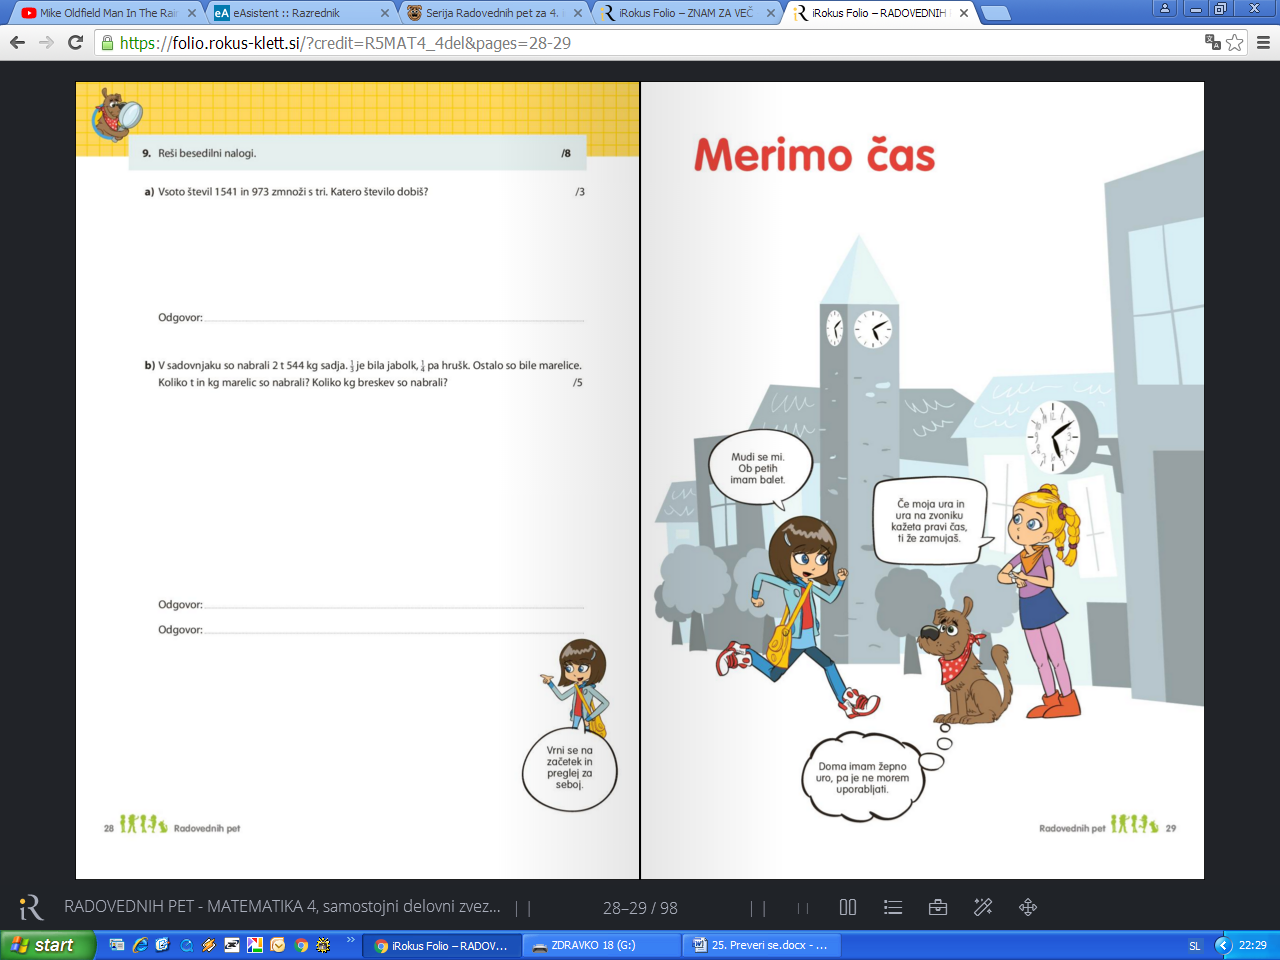 Mike Oldfield Man In The Rain
eAsistent :: Razrednik
Serija Radovednih pet za 4.
iRokus Folio – ZNAM ZA VEČ
iRokus Folio – RADOVEDNIH
https://folio.rokus-klett.si/?credit=R5MAT4_4del&pages=28-29
9. Reši besedilni nalogi. /8
a) Vsoto števil 1541 in 973 zmnoži s tri. Katero število dobiš? /3
Odgovor:
b) V sadovnjaku so nabrali 2 t 544 kg sadja. 1/3 je bila jabolk, 1/4 pa hrušk. Ostalo so bile marelice.
Koliko t in kg marelic so nabrali? Koliko kg breskev so nabrali? /5
Odgovor:
Odgovor:
Vrni se na
začetek in
preglej za
seboj.
28 Radovednih pet
Merimo čas
Mudi se mi.
Ob petih
imam balet.
Če moja ura in
ura na zvoniku
kažeta pravi čas,
ti že zamujaš.
Doma imam žepno
uro, pa je ne morem
uporabljati.
Radovednih pet 29
iR
RADOVEDNIH PET - MATEMATIKA 4, samostojni delovni zvez...
28–29 / 98
start
iRokus Folio – RADOV...
ZDRAVKO 18 (G:)
25. Preveri se.docx - ...
SL
22:29